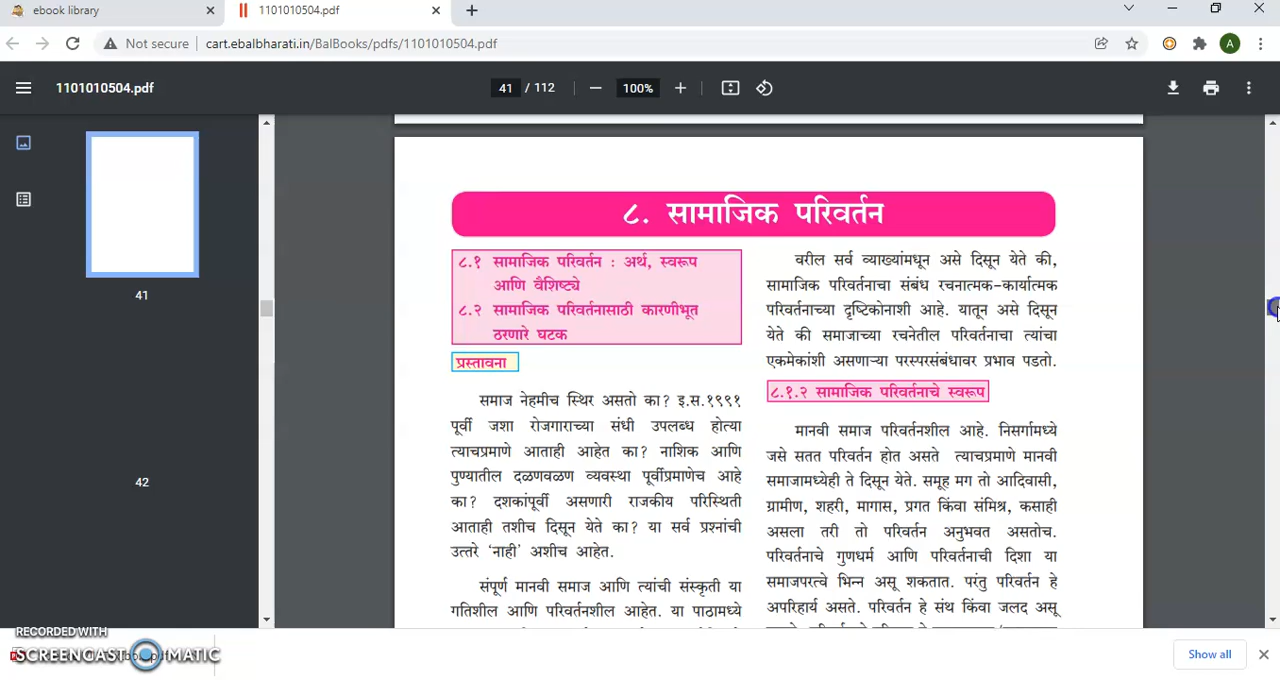 ebook library
1101010504.pdf
Not secure
cart.ebalbharati.in/BalBooks/pdfs/1101010504.pdf
A
1101010504.pdf
41 / 112
100%
41
42
८. सामाजिक परिवर्तन
८.१ सामाजिक परिवर्तन : अर्थ, स्वरूप
आणि वैशिष्ट्ये
८.२ सामाजिक परिवर्तनासाठी कारणीभूत
ठरणारे घटक
प्रस्तावना
समाज नेहमीच स्थिर असतो का? इ.स.१९९१
पूर्वी जशा रोजगाराच्या संधी उपलब्ध होत्या
त्याचप्रमाणे आताही आहेत का? नाशिक आणि
पुण्यातील दळणवळण व्यवस्था पूर्वीप्रमाणेच आहे
का? दशकांपूर्वी असणारी राजकीय परिस्थिती
आताही तशीच दिसून येते का? या सर्व प्रश्नांची
उत्तरे ‘नाही’ अशीच आहेत.
संपूर्ण मानवी समाज आणि त्यांची संस्कृती या
गतिशील आणि परिवर्तनशील आहेत. या पाठामध्ये
वरील सर्व व्याख्यांमधून असे दिसून येते की,
सामाजिक परिवर्तनाचा संबंध रचनात्मक-कार्यात्मक
परिवर्तनाच्या दृष्टिकोनाशी आहे. यातून असे दिसून
येते की समाजाच्या रचनेतील परिवर्तनाचा त्यांचा
एकमेकांशी असणाऱ्या परस्परसंबंधावर प्रभाव पडतो.
८.१.२ सामाजिक परिवर्तनाचे स्वरूप
मानवी समाज परिवर्तनशील आहे. निसर्गामध्ये
जसे सतत परिवर्तन होत असते त्याचप्रमाणे मानवी
समाजामध्येही ते दिसून येते. समूह मग तो आदिवासी,
ग्रामीण, शहरी, मागास, प्रगत किंवा संमिश्र, कसाही
असला तरी तो परिवर्तन अनुभवत असतोच.
परिवर्तनाचे गुणधर्म आणि परिवर्तनाची दिशा या
समाजपरत्वे भिन्न असू शकतात. परंतु परिवर्तन हे
अपरिहार्य असते. परिवर्तन हे संथ किंवा जलद असू
RECORDED WITH
SCREENCAST-O-MATIC
Show all